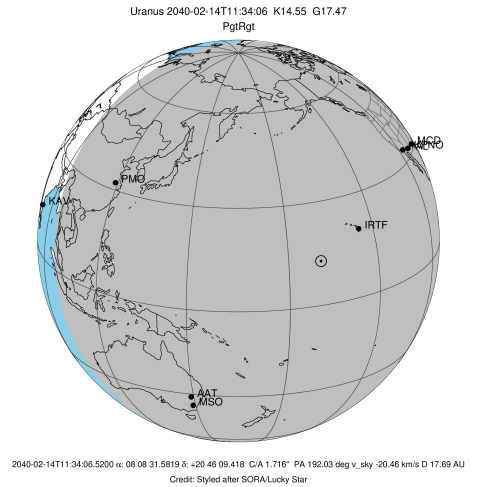 Uranus 2040-02-14T11:34:06 K14.55 G17.47
PgtRgt
MCD
PMO
KAV
IRTF
AAT
MSO
2040-02-14T11:34:06.5200 α: 08 08 31.5819 δ: +20 46 09.418 C/A 1.716" PA 192.03 deg v_sky -20.46 km/s D 17.69 AU
Credit: Styled after SORA/Lucky Star